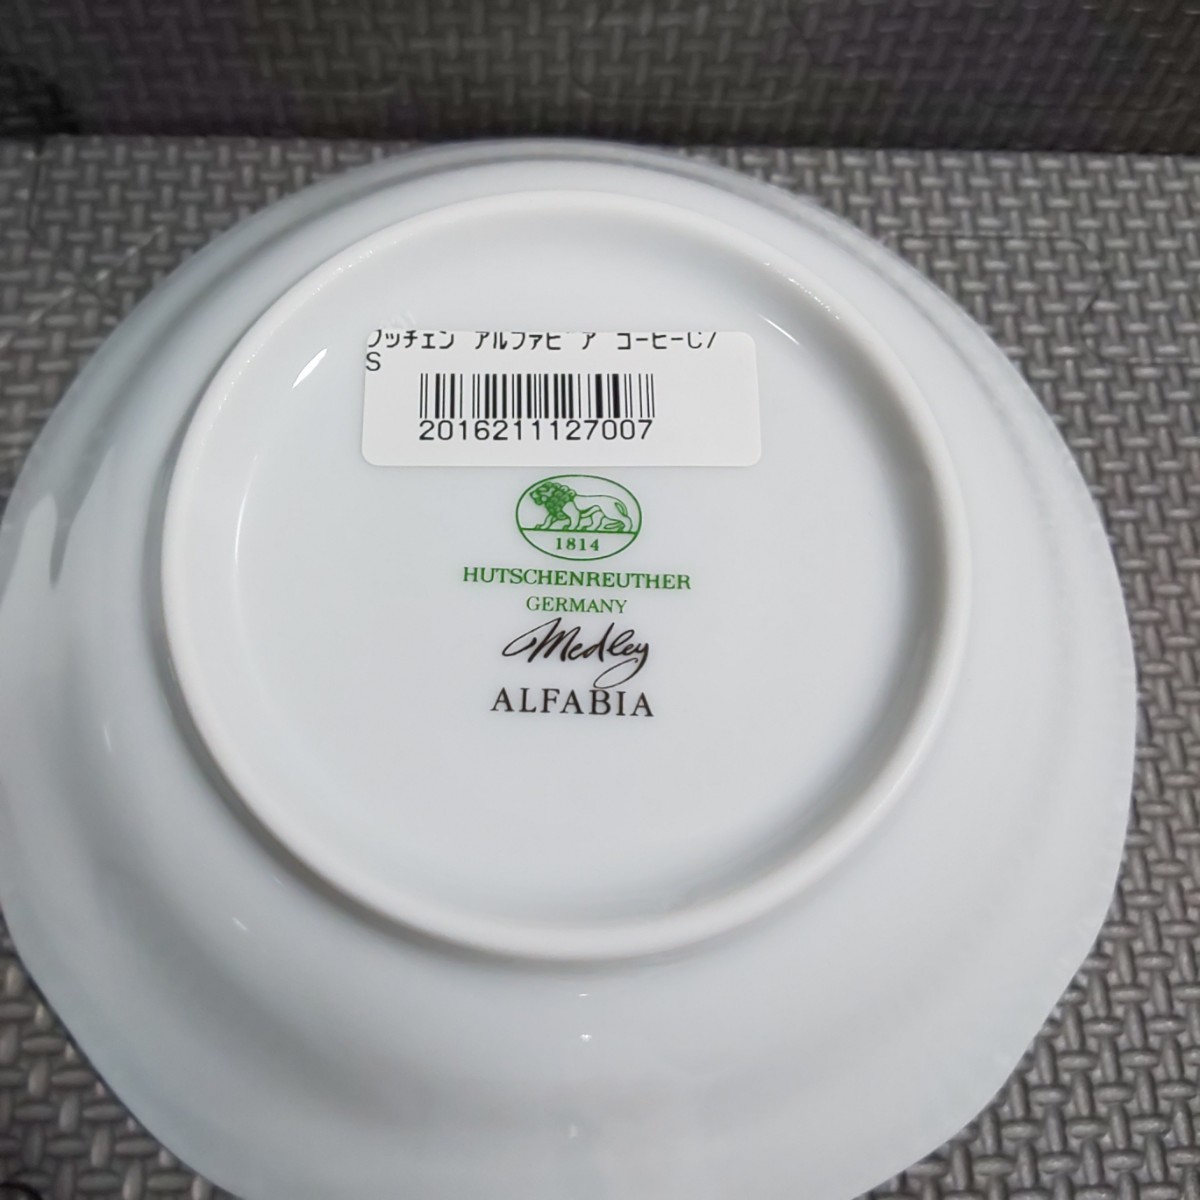 フッチェン アルファビア コーヒーC/
S
2016211127007
1814
HUTSCHENREUTHER
GERMANY
Medley
ALFABIA